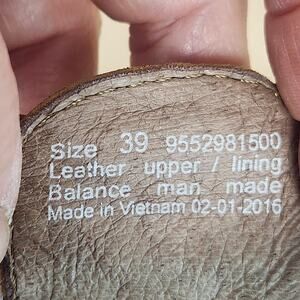 Size 39 9552981500
Leather upper / lining
Balance man made
Made in Vietnam 02-01-2016